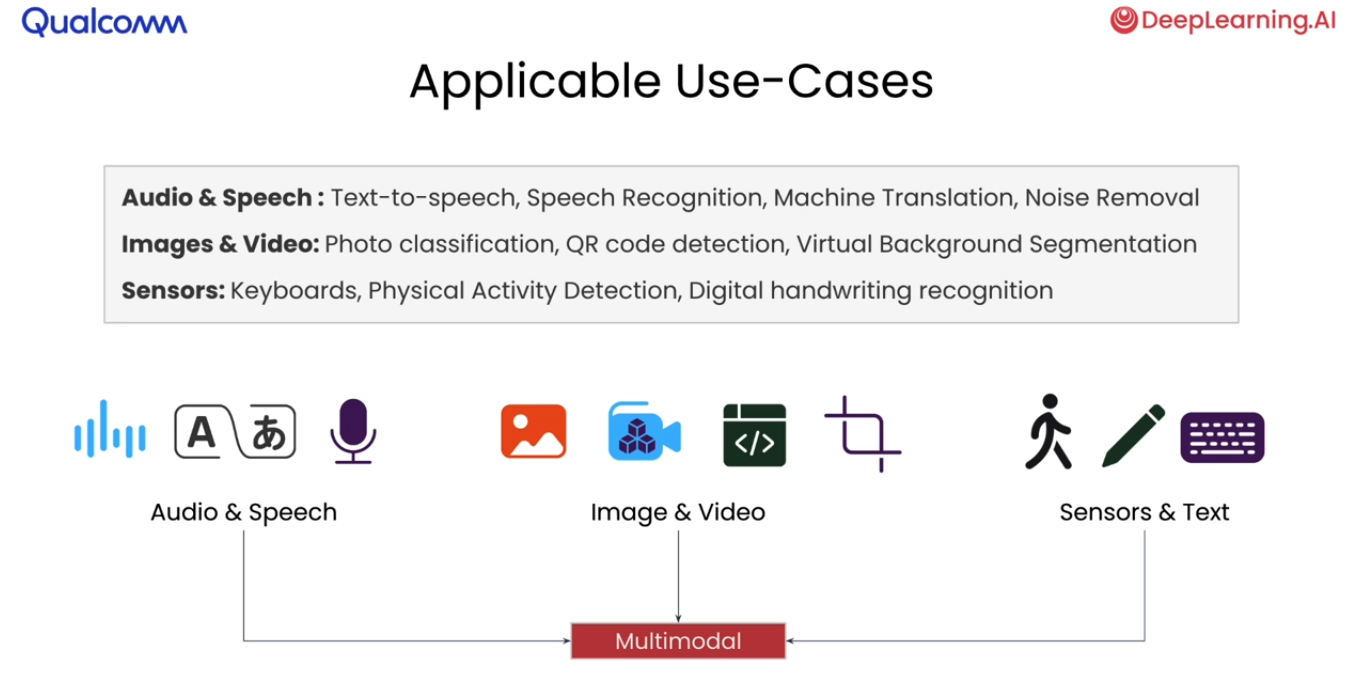 Qualcomm
DeepLearning.AI
Applicable Use-Cases
Audio & Speech : Text-to-speech, Speech Recognition, Machine Translation, Noise Removal
Images & Video: Photo classification, QR code detection, Virtual Background Segmentation
Sensors: Keyboards, Physical Activity Detection, Digital handwriting recognition
A あ
</>
Audio & Speech
Image & Video
Sensors & Text
Multimodal